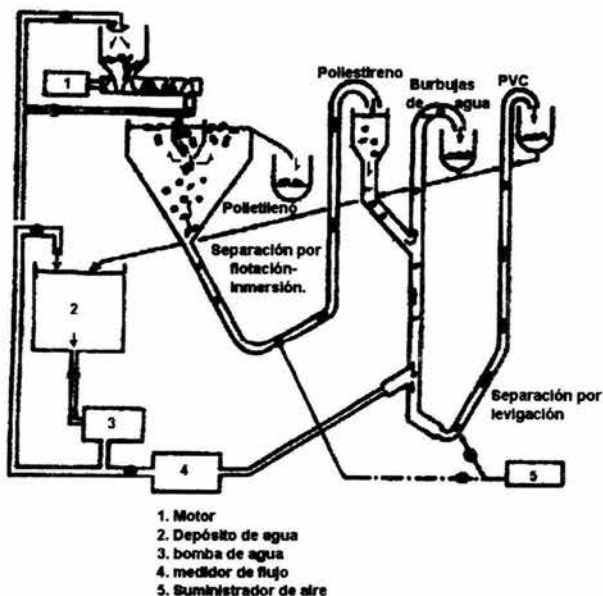 Poliestireno
Burbujas
de agua
PVC
1
Polietileno
Separación por
flotación-
inmersión.
2
3
4
Separación por
levigación
5
1. Motor
2. Depósito de agua
3. bomba de agua
4. medidor de flujo
5. Suministrador de aire